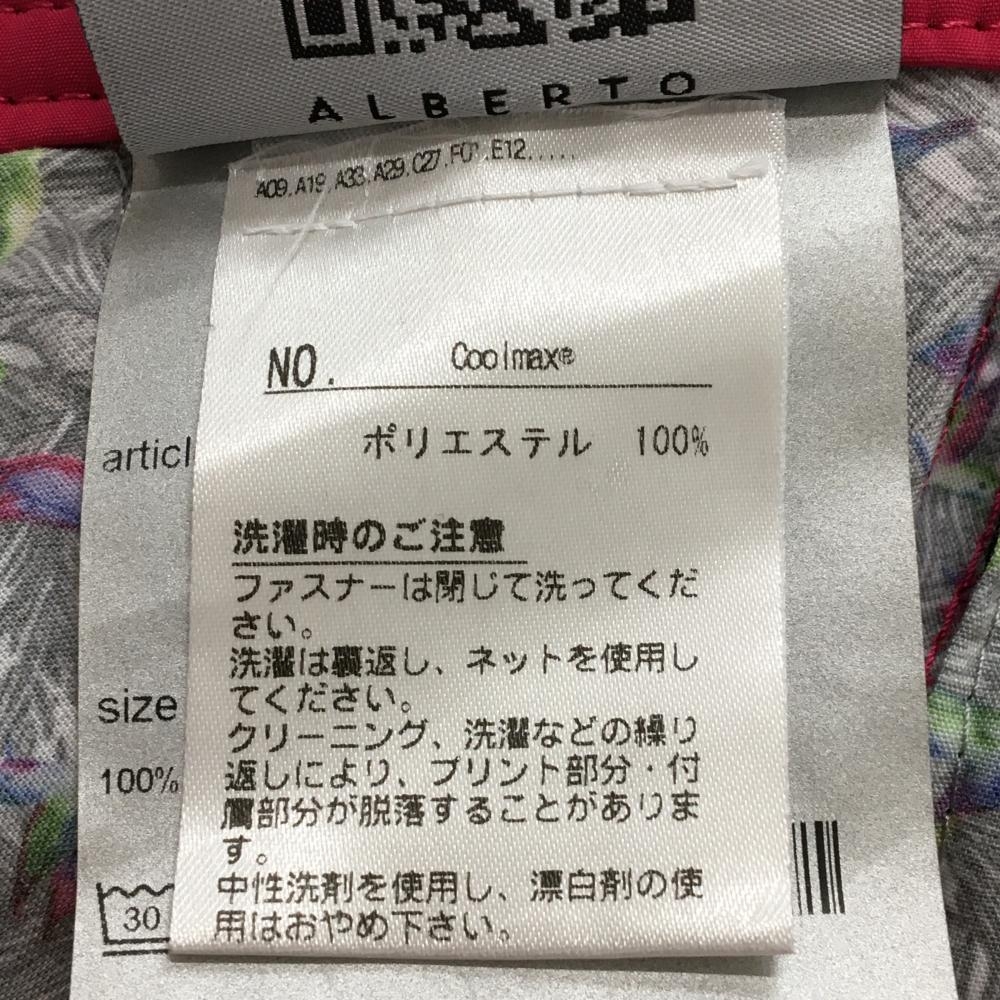 ALBERTO
A09.A19.A33.A29.C27.F0 .E12.....
NO. Coolmax®
ポリエステル 100%
articl
洗濯時のご注意
ファスナーは閉じて洗ってくだ
さい。
洗濯は裏返し、ネットを使用し
てください。
size
クリーニング、洗濯などの繰り
返しにより、プリント部分・付
100%
属部分が脱落することがありま
す。
中性洗剤を使用し、漂白剤の使
30
用はおやめ下さい。